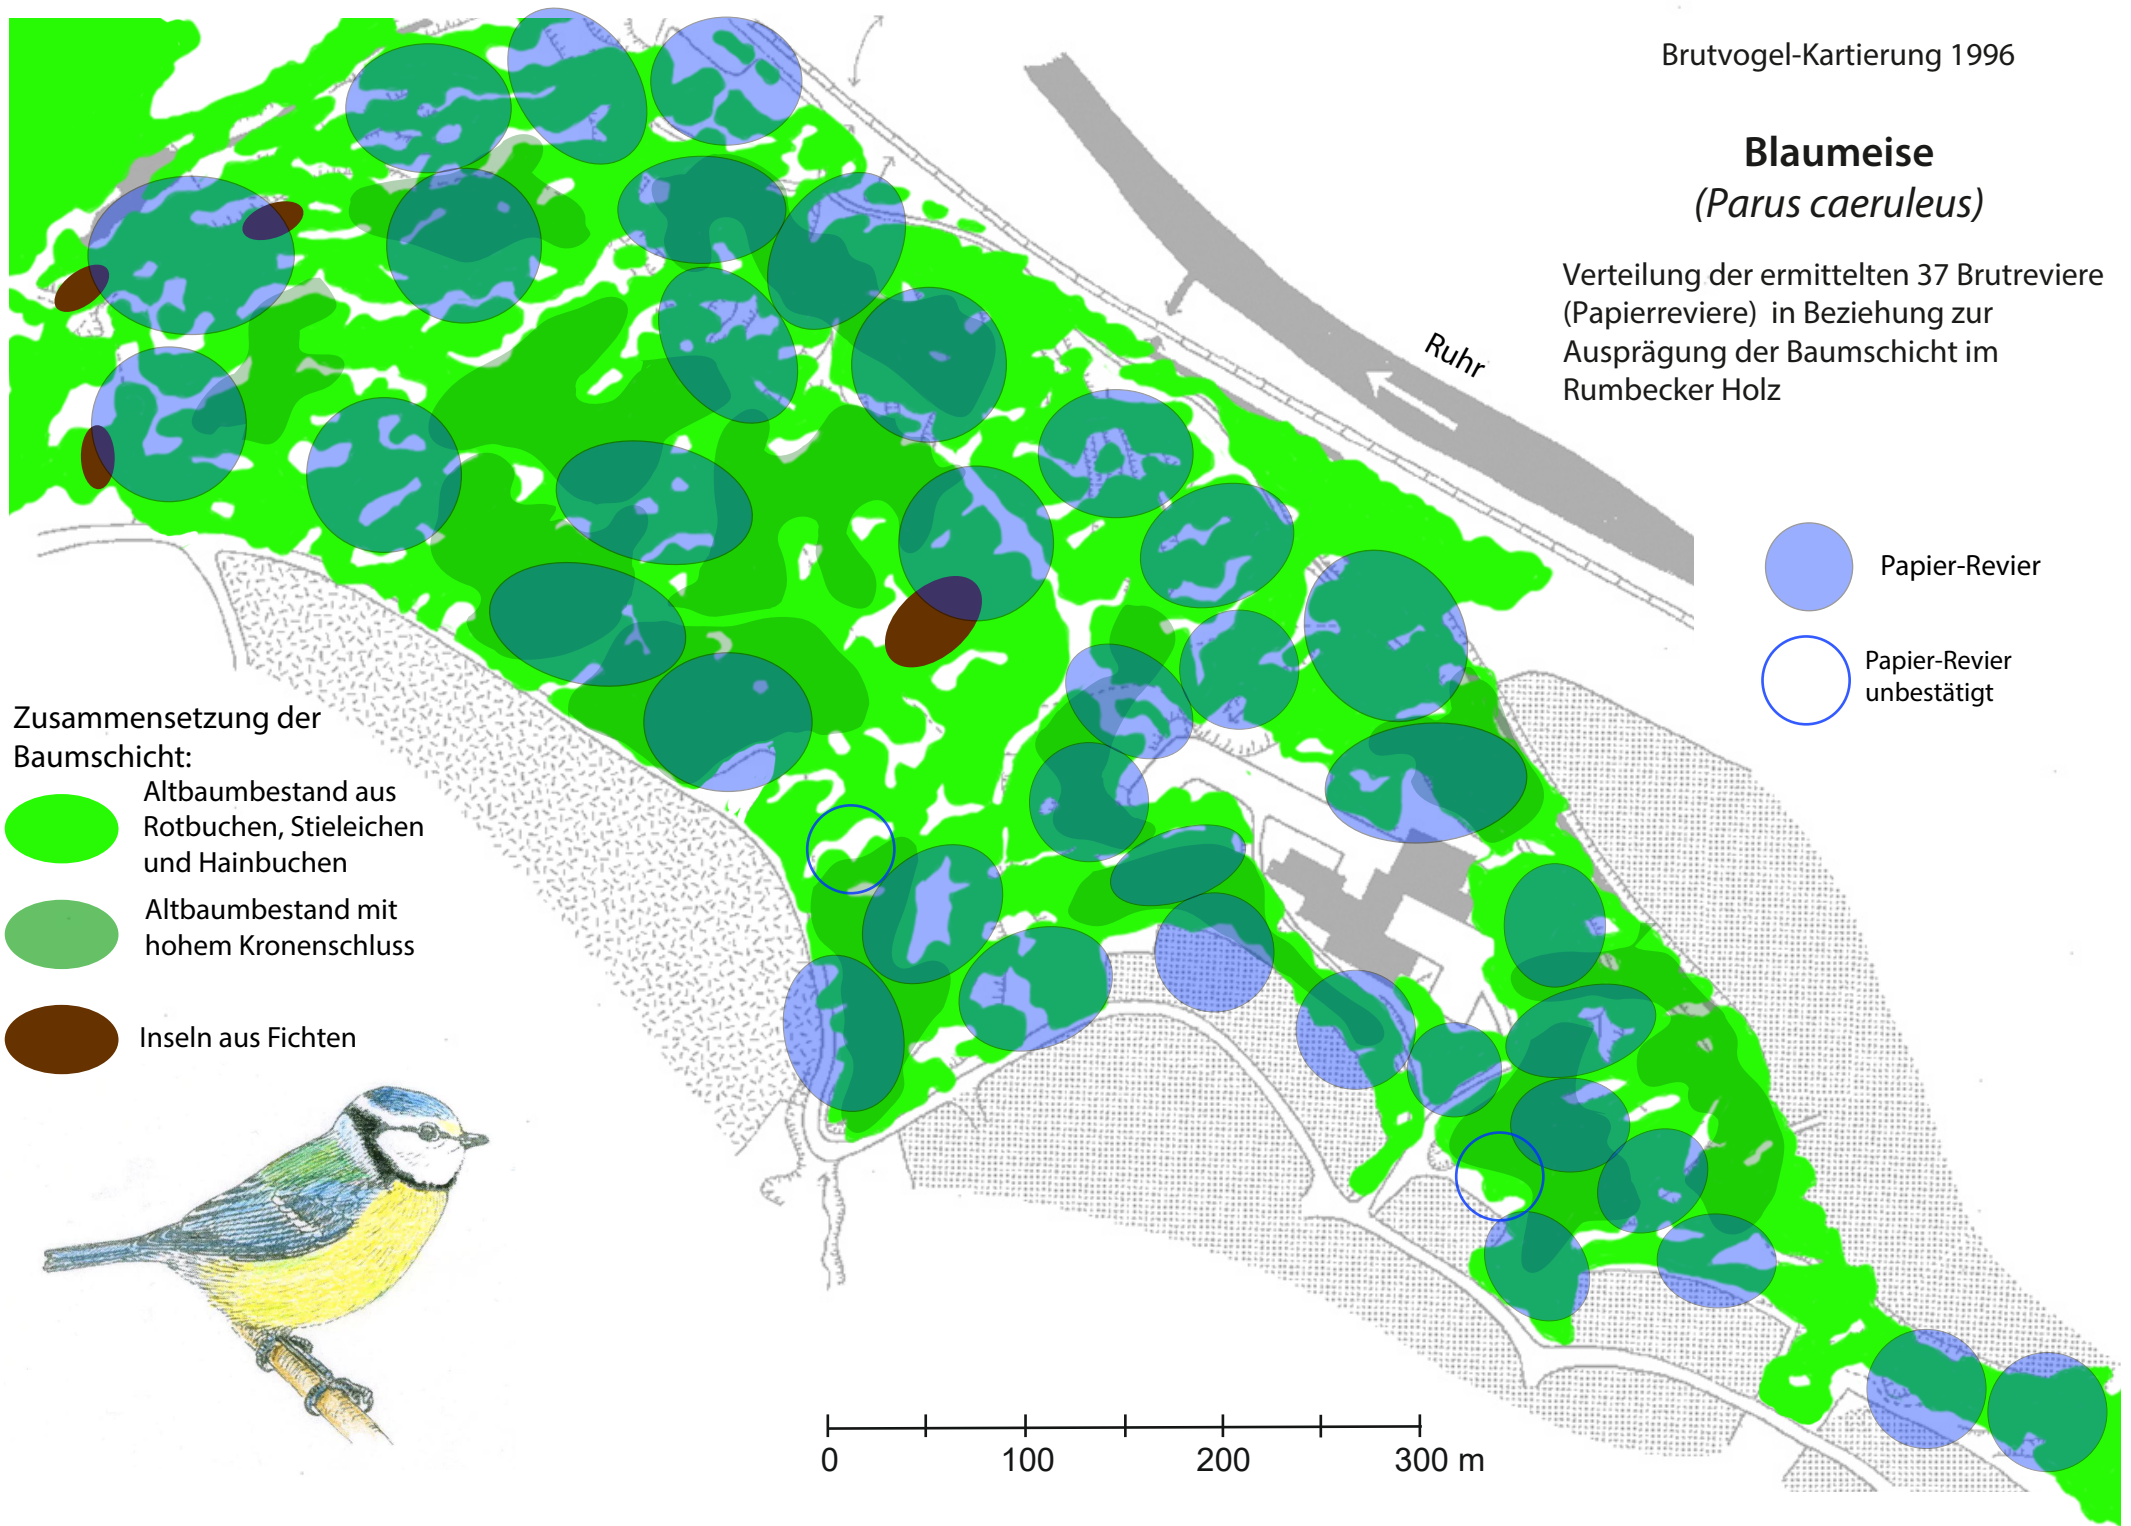 Brutvogel-Kartierung 1996
Blaumeise
(Parus caeruleus)
Verteilung der ermittelten 37 Brutreviere
(Papierreviere) in Beziehung zur
Ausprägung der Baumschicht im
Rumbecker Holz
Ruhr
Papier-Revier
Papier-Revier
unbestätigt
Zusammensetzung der
Baumschicht:
Altbaumbestand aus
Rotbuchen, Stieleichen
und Hainbuchen
Altbaumbestand mit
hohem Kronenschluss
Inseln aus Fichten
0 100 200 300 m